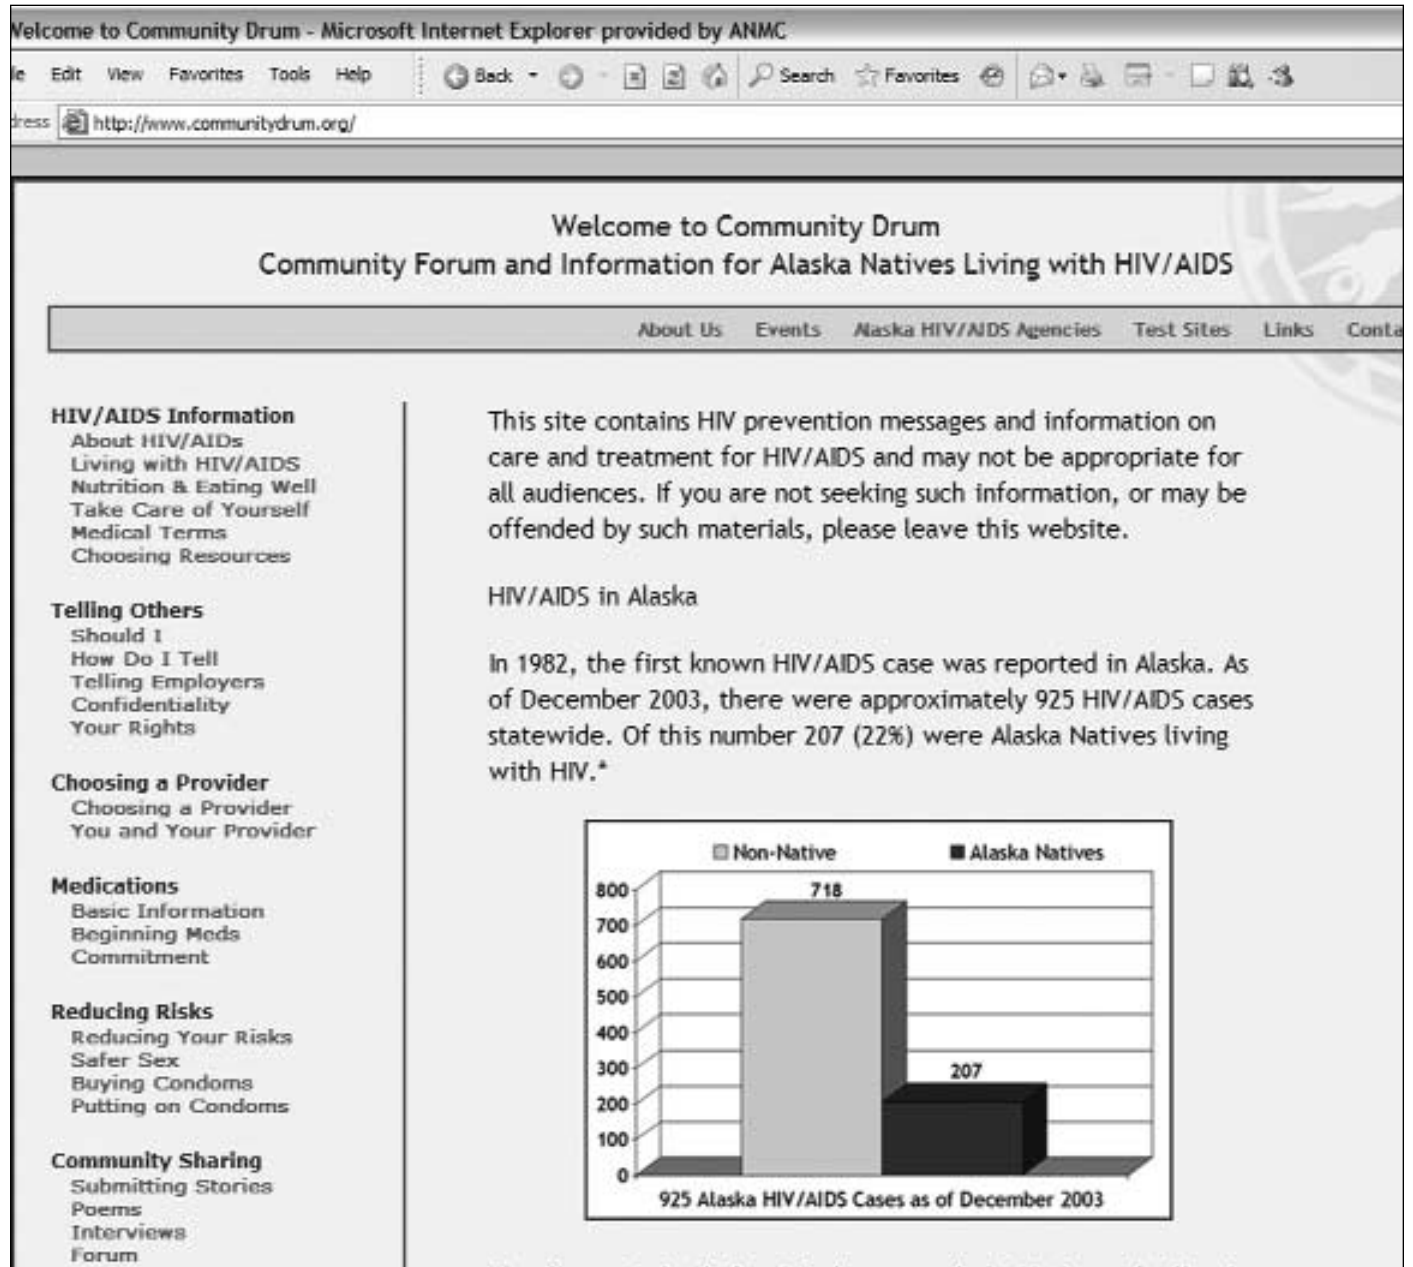 Welcome to Community Drum - Microsoft Internet Explorer provided by ANMC
Edit View Favorites Tools Help Back Search Favorites
http://www.communitydrum.org/
Welcome to Community Drum
Community Forum and Information for Alaska Natives Living with HIV/AIDS
About Us Events Alaska HIV/AIDS Agencies Test Sites Links Conta
HIV/AIDS Information
About HIV/AIDs
Living with HIV/AIDS
Nutrition & Eating Well
Take Care of Yourself
Medical Terms
Choosing Resources
Telling Others
Should I
How Do I Tell
Telling Employers
Confidentiality
Your Rights
Choosing a Provider
Choosing a Provider
You and Your Provider
Medications
Basic Information
Beginning Meds
Commitment
Reducing Risks
Reducing Your Risks
Safer Sex
Buying Condoms
Putting on Condoms
Community Sharing
Submitting Stories
Poems
Interviews
Forum
This site contains HIV prevention messages and information on
care and treatment for HIV/AIDS and may not be appropriate for
all audiences. If you are not seeking such information, or may be
offended by such materials, please leave this website.
HIV/AIDS in Alaska
In 1982, the first known HIV/AIDS case was reported in Alaska. As
of December 2003, there were approximately 925 HIV/AIDS cases
statewide. Of this number 207 (22%) were Alaska Natives living
with HIV.*
Non-Native Alaska Natives
800
718
700
600
500
400
300
207
200
100
0
925 Alaska HIV/AIDS Cases as of December 2003